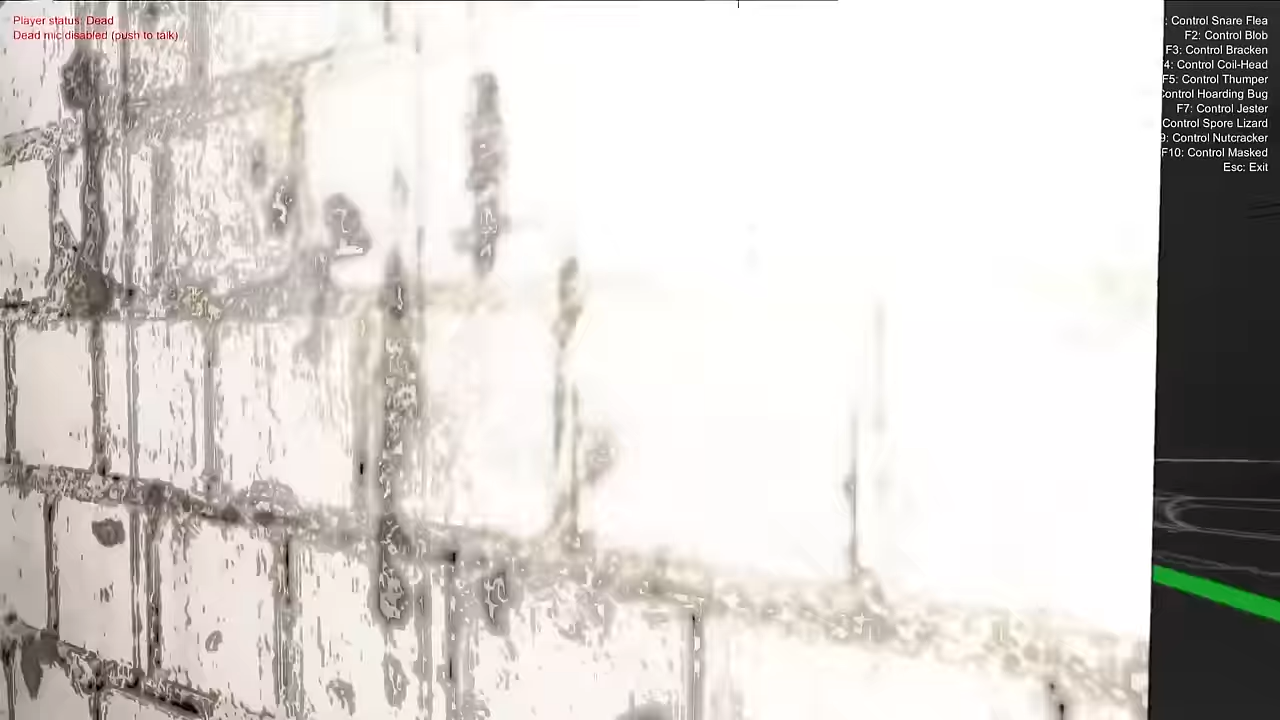 Player status: Dead
Dead mic disabled (push to talk)
: Control Snare Flea
F2: Control Blob
F3: Control Bracken
4: Control Coil-Head
F5: Control Thumper
Control Hoarding Bug
F7: Control Jester
Control Spore Lizard
9: Control Nutcracker
F10: Control Masked
Esc: Exit